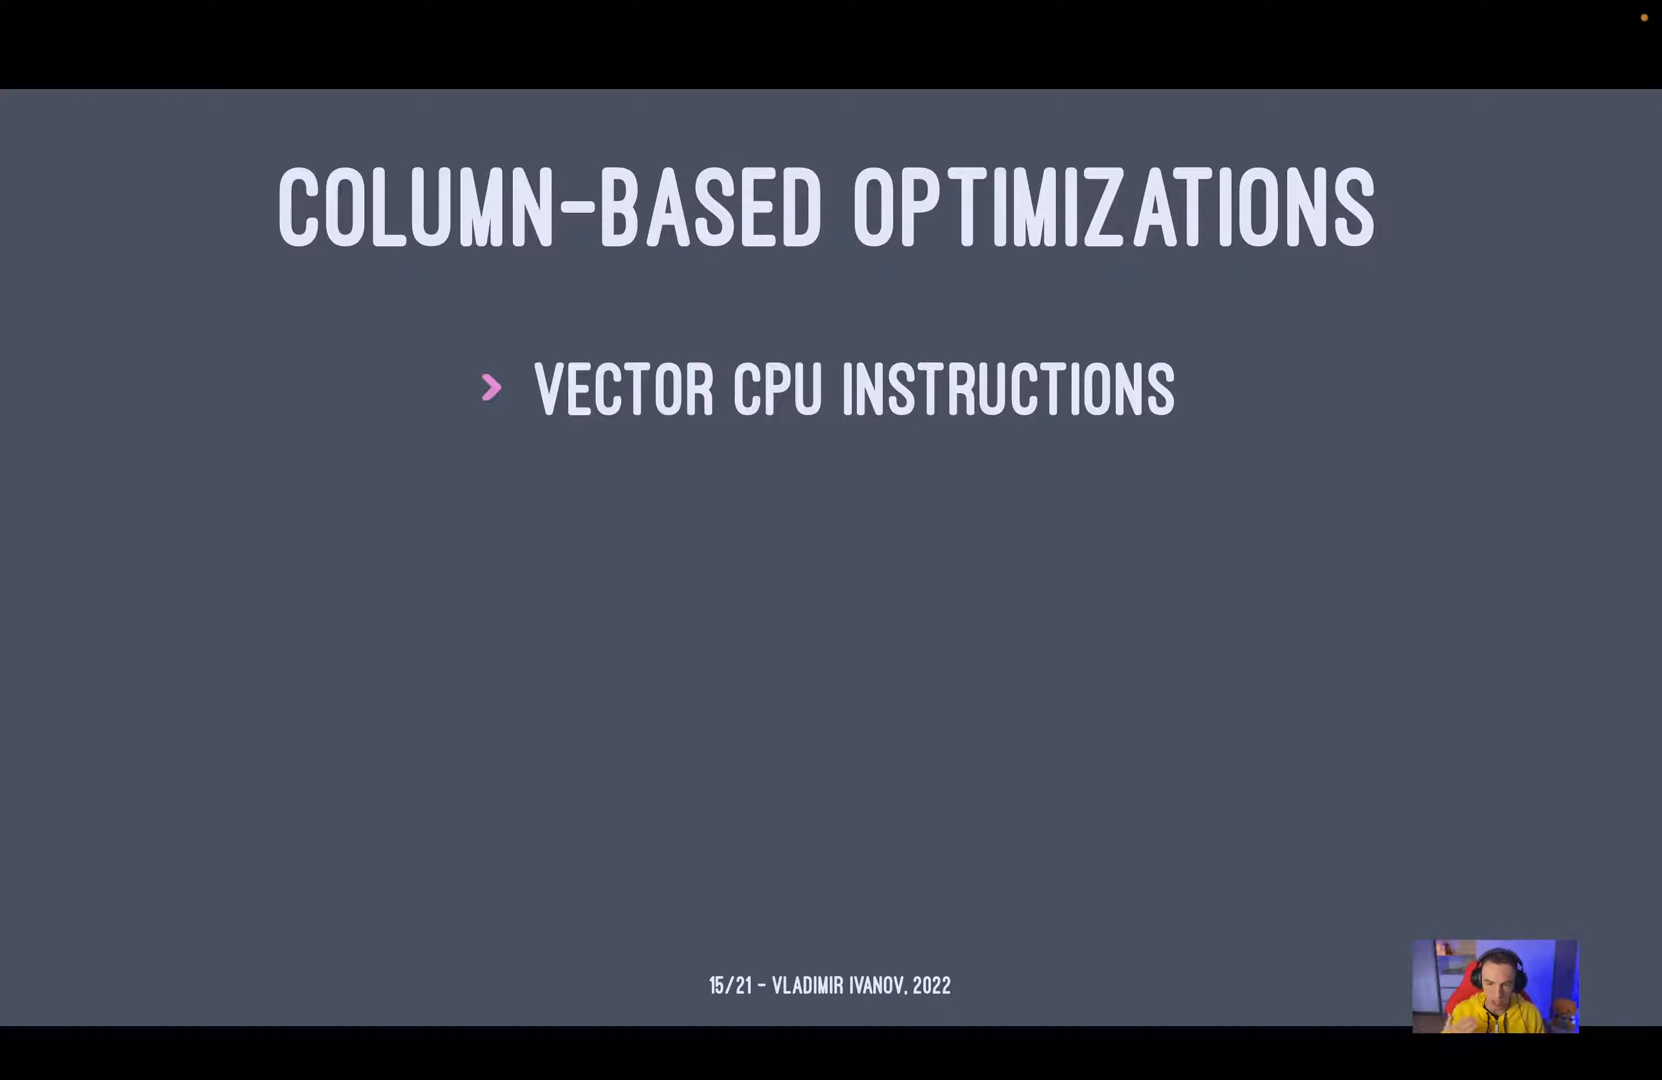 COLUMN-BASED OPTIMIZATIONS
> VECTOR CPU INSTRUCTIONS
15/21 - VLADIMIR IVANOV, 2022